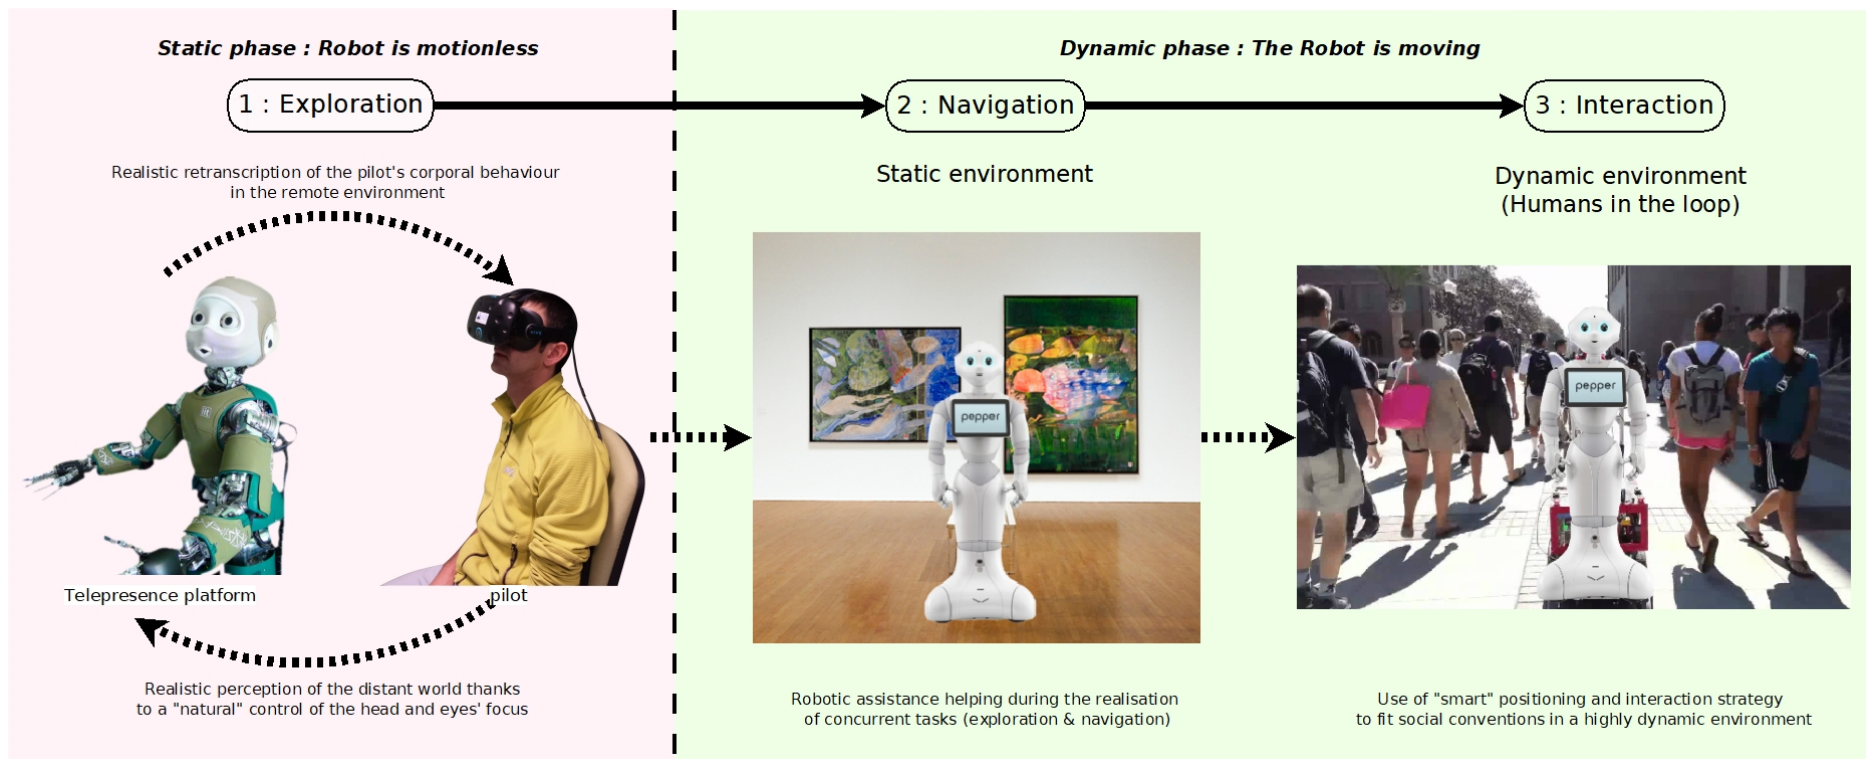 Static phase : Robot is motionless
Dynamic phase : The Robot is moving
1 : Exploration
2 : Navigation
3 : Interaction
Realistic retranscription of the pilot's corporal behaviour
in the remote environment
Static environment
Dynamic environment
(Humans in the loop)
pepper
pepper
Telepresence platform
pilot
Realistic perception of the distant world thanks
to a "natural" control of the head and eyes' focus
Robotic assistance helping during the realisation
of concurrent tasks (exploration & navigation)
Use of "smart" positioning and interaction strategy
to fit social conventions in a highly dynamic environment